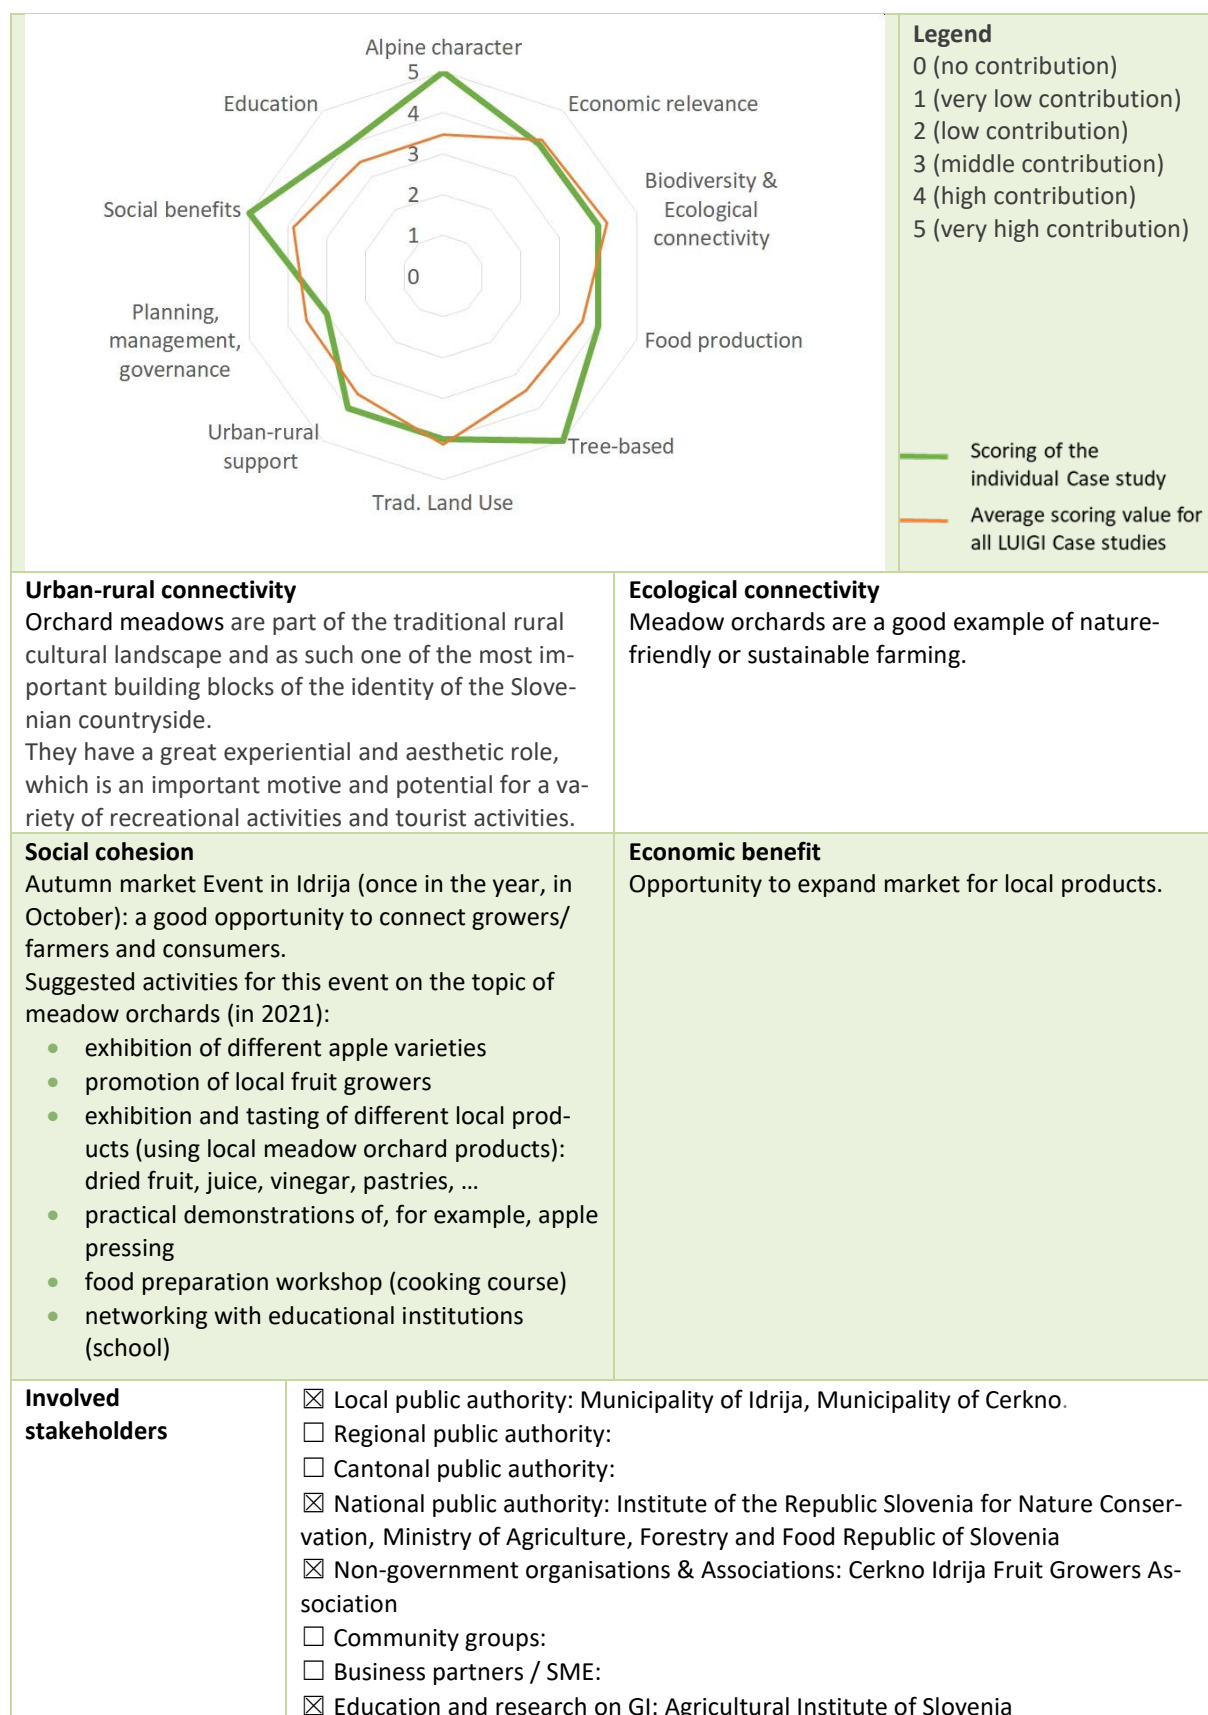 Alpine character
5
4
3
2
1
0
Economic relevance
Biodiversity &
Ecological
connectivity
Food production
Tree-based
Trad. Land Use
Urban-rural
support
Planning,
management,
governance
Social benefits
Education
Legend
0 (no contribution)
1 (very low contribution)
2 (low contribution)
3 (middle contribution)
4 (high contribution)
5 (very high contribution)
Scoring of the
individual Case study
Average scoring value for
all LUIGI Case studies
Urban-rural connectivity
Orchard meadows are part of the traditional rural
cultural landscape and as such one of the most im-
portant building blocks of the identity of the Slove-
nian countryside.
They have a great experiential and aesthetic role,
which is an important motive and potential for a va-
riety of recreational activities and tourist activities.
Ecological connectivity
Meadow orchards are a good example of nature-
friendly or sustainable farming.
Social cohesion
Autumn market Event in Idrija (once in the year, in
October): a good opportunity to connect growers/
farmers and consumers.
Suggested activities for this event on the topic of
meadow orchards (in 2021):
• exhibition of different apple varieties
• promotion of local fruit growers
• exhibition and tasting of different local prod-
ucts (using local meadow orchard products):
dried fruit, juice, vinegar, pastries, …
• practical demonstrations of, for example, apple
pressing
• food preparation workshop (cooking course)
• networking with educational institutions
(school)
Economic benefit
Opportunity to expand market for local products.
Involved
stakeholders
☒ Local public authority: Municipality of Idrija, Municipality of Cerkno.
☐ Regional public authority:
☐ Cantonal public authority:
☒ National public authority: Institute of the Republic Slovenia for Nature Conser-
vation, Ministry of Agriculture, Forestry and Food Republic of Slovenia
☒ Non-government organisations & Associations: Cerkno Idrija Fruit Growers As-
sociation
☐ Community groups:
☐ Business partners / SME:
☒ Education and research on GI: Agricultural Institute of Slovenia